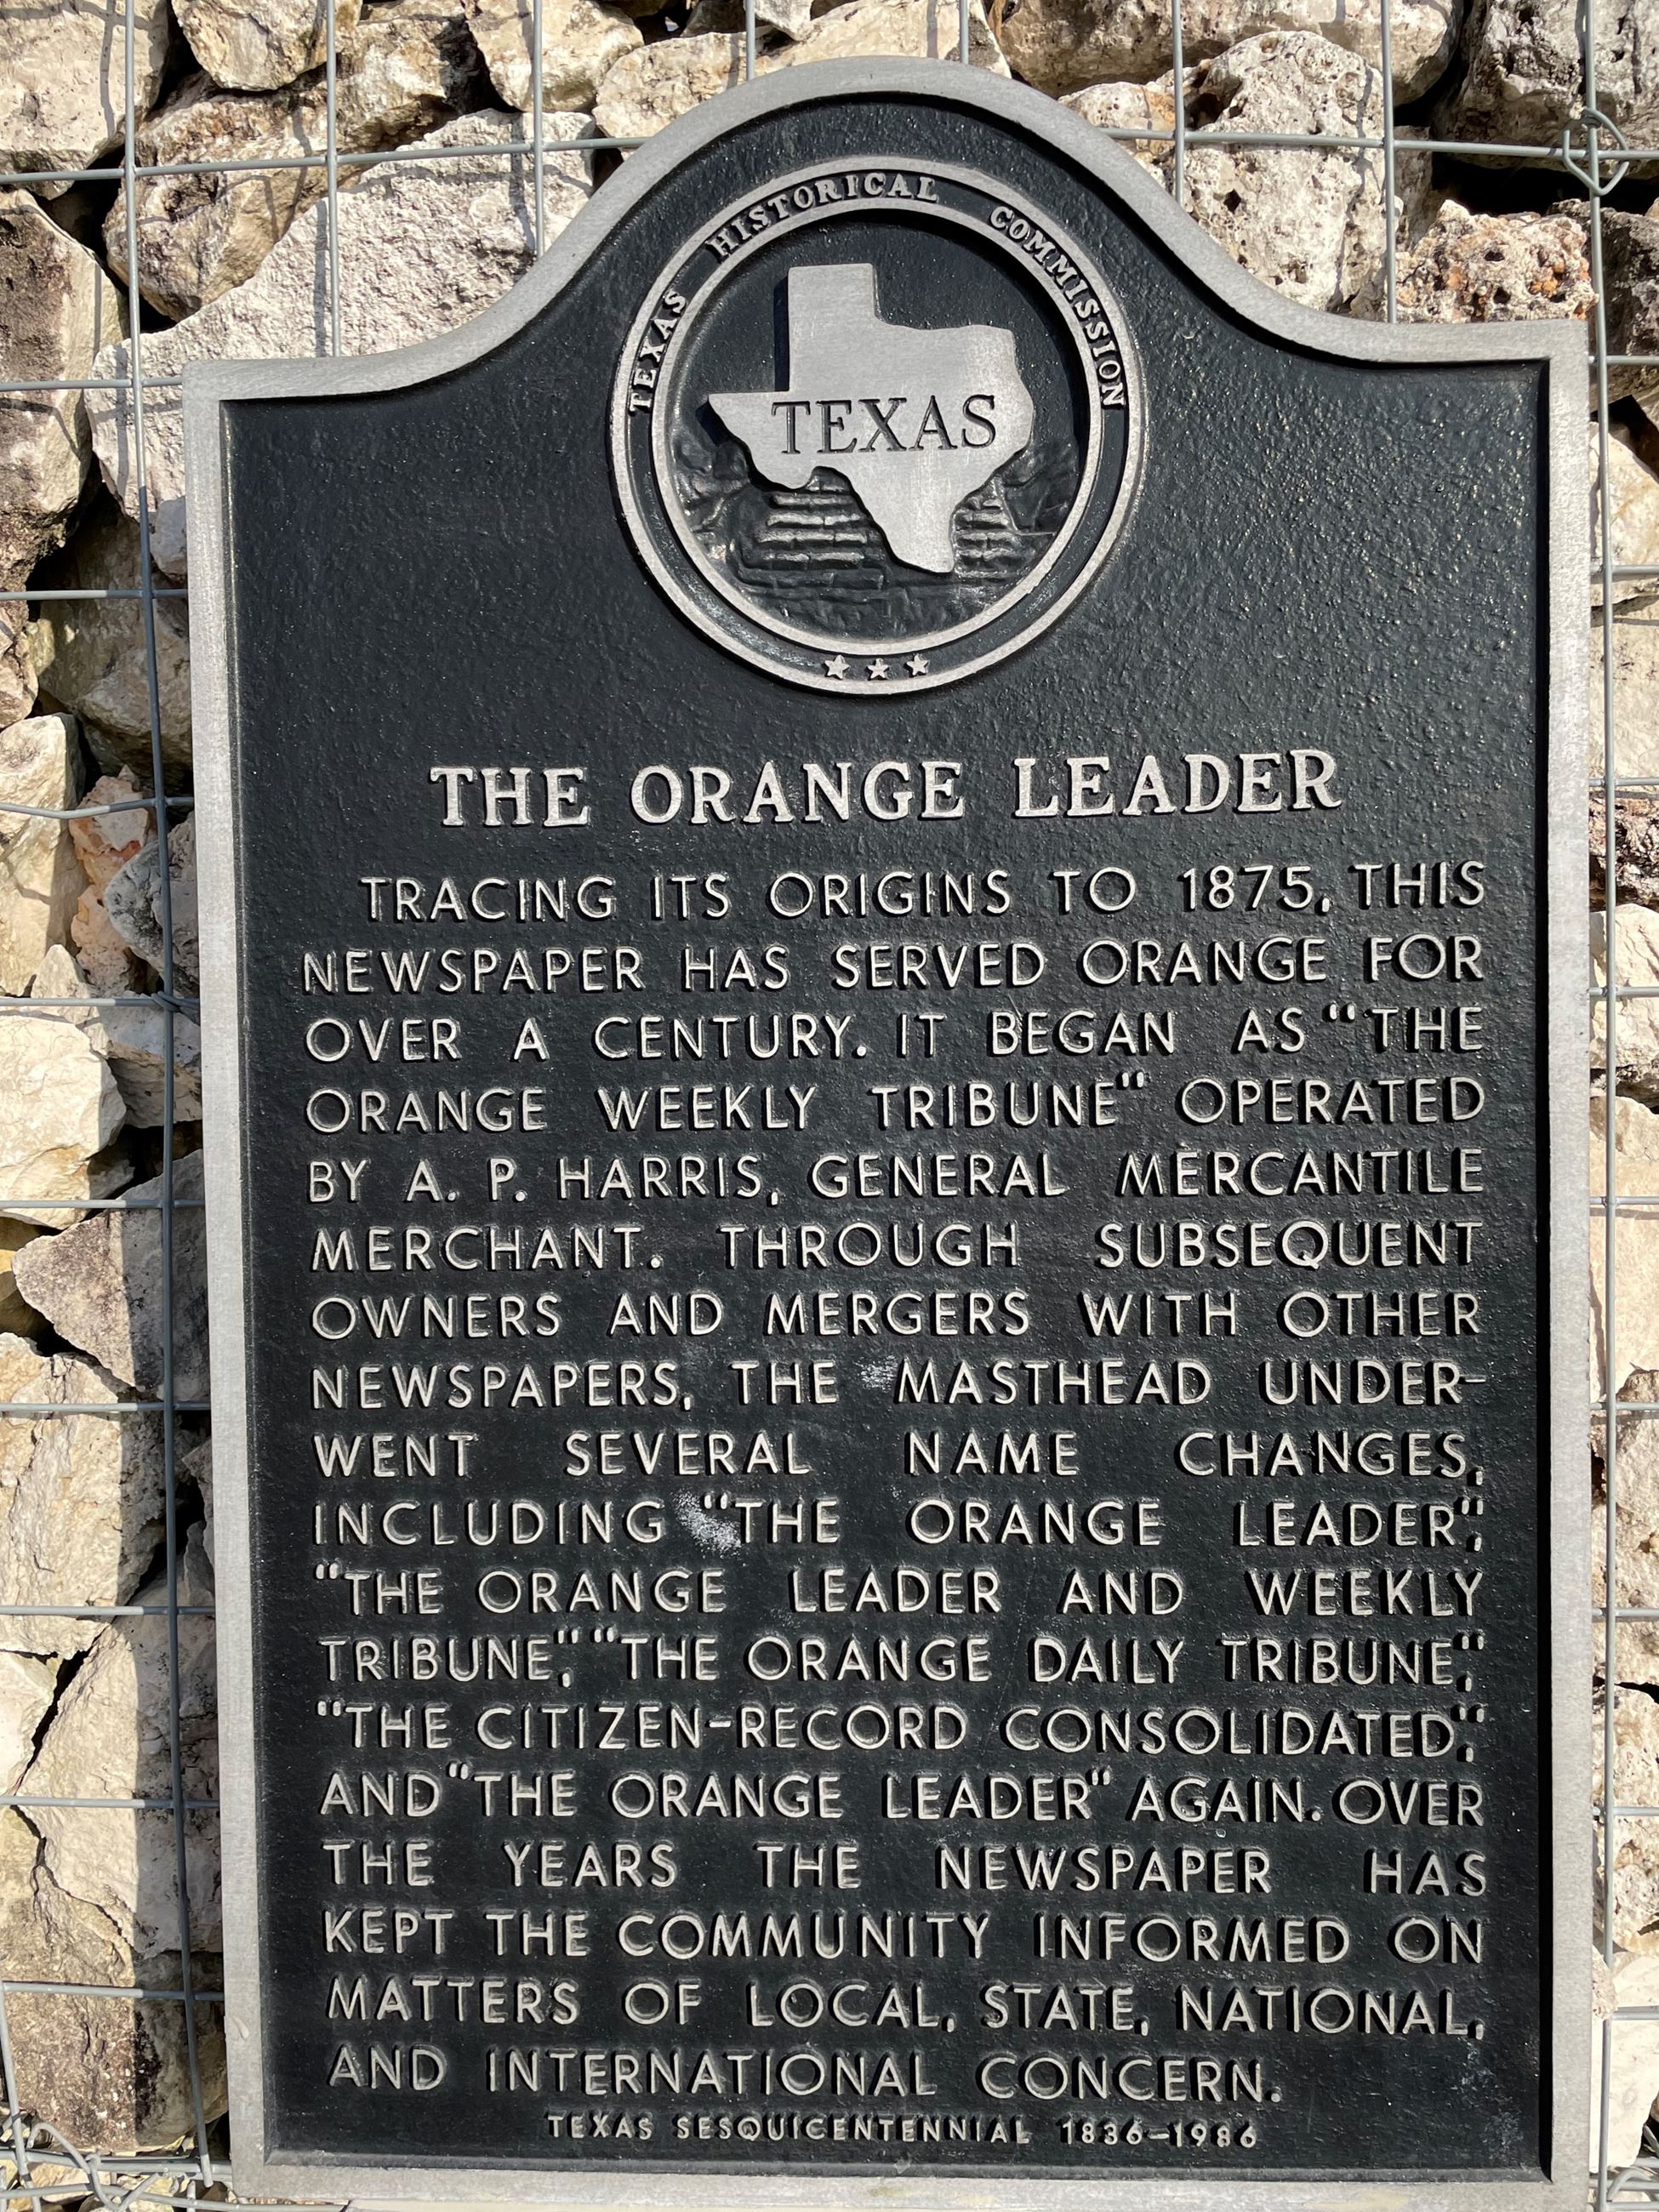 TEXAS HISTORICAL COMMISSION
TEXAS
THE ORANGE LEADER
TRACING ITS ORIGINS TO 1875, THIS
NEWSPAPER HAS SERVED ORANGE FOR
OVER A CENTURY. IT BEGAN AS "THE
ORANGE WEEKLY TRIBUNE" OPERATED
BY A. P. HARRIS, GENERAL MERCANTILE
MERCHANT. THROUGH SUBSEQUENT
OWNERS AND MERGERS WITH OTHER
NEWSPAPERS, THE MASTHEAD UNDER-
WENT SEVERAL NAME CHANGES,
INCLUDING "THE ORANGE LEADER",
"THE ORANGE LEADER AND WEEKLY
TRIBUNE", "THE ORANGE DAILY TRIBUNE",
"THE CITIZEN-RECORD CONSOLIDATED",
AND "THE ORANGE LEADER" AGAIN. OVER
THE YEARS THE NEWSPAPER HAS
KEPT THE COMMUNITY INFORMED ON
MATTERS OF LOCAL, STATE, NATIONAL,
AND INTERNATIONAL CONCERN.
TEXAS SESQUICENTENNIAL 1836-1986